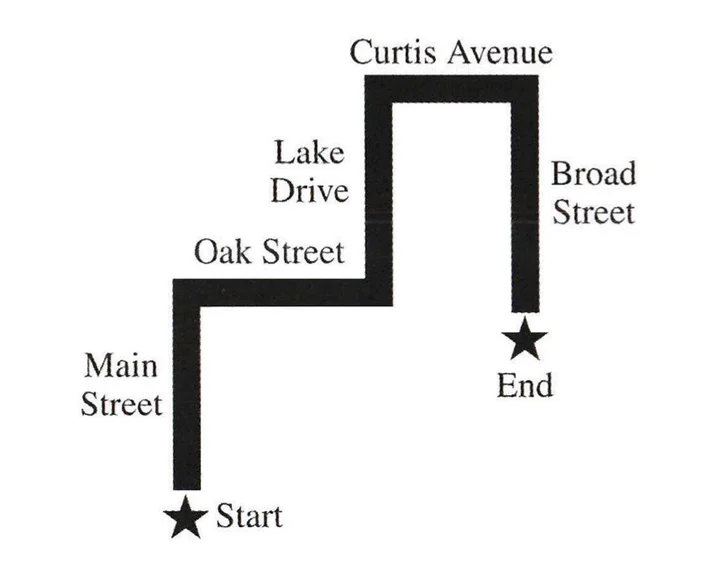 Curtis Avenue
Lake
Drive
Broad
Street
Oak Street
Main
Street
End
Start